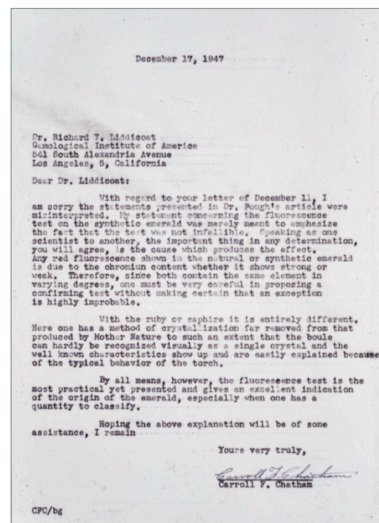 December 17, 1947
Dr. Richard T. Liddicoat
Gemological Institute of America
541 South Alexandria Avenue
Los Angeles, 5, California
Dear Dr. Liddicoat:
With regard to your letter of December 11, I
am sorry the statements presented in Dr. Pough's article were
misinterpreted. My statement concerning the fluorescence
test on the synthetic emerald was merely meant to emphasize
the fact that the test was not infallible. Speaking as one
scientist to another, the important thing in any determination,
you will agree, is the cause which produces the effect.
Any red fluorescence shown in the natural or synthetic emerald
is due to the chromium content whether it shows strong or
weak. Therefore, since both contain the same element in
varying degrees, one must be very careful in proposing a
confirming test without making certain that an exception
is highly improbable.
With the ruby or saphire it is entirely different.
Here one has a method of crystallization far removed from that
produced by Mother Nature to such an extent that the boule
can hardly be recognized visually as a single crystal and the
well known characteristics show up and are easily explained because
of the typical behavior of the torch.
By all means, however, the fluorescence test is the
most practical yet presented and gives an excellent indication
of the origin of the emerald, especially when one has a
quantity to classify.
Hoping the above explanation will be of some
assistance, I remain
Yours very truly,
Carroll F. Chatham
Carroll F. Chatham
CFC/bg